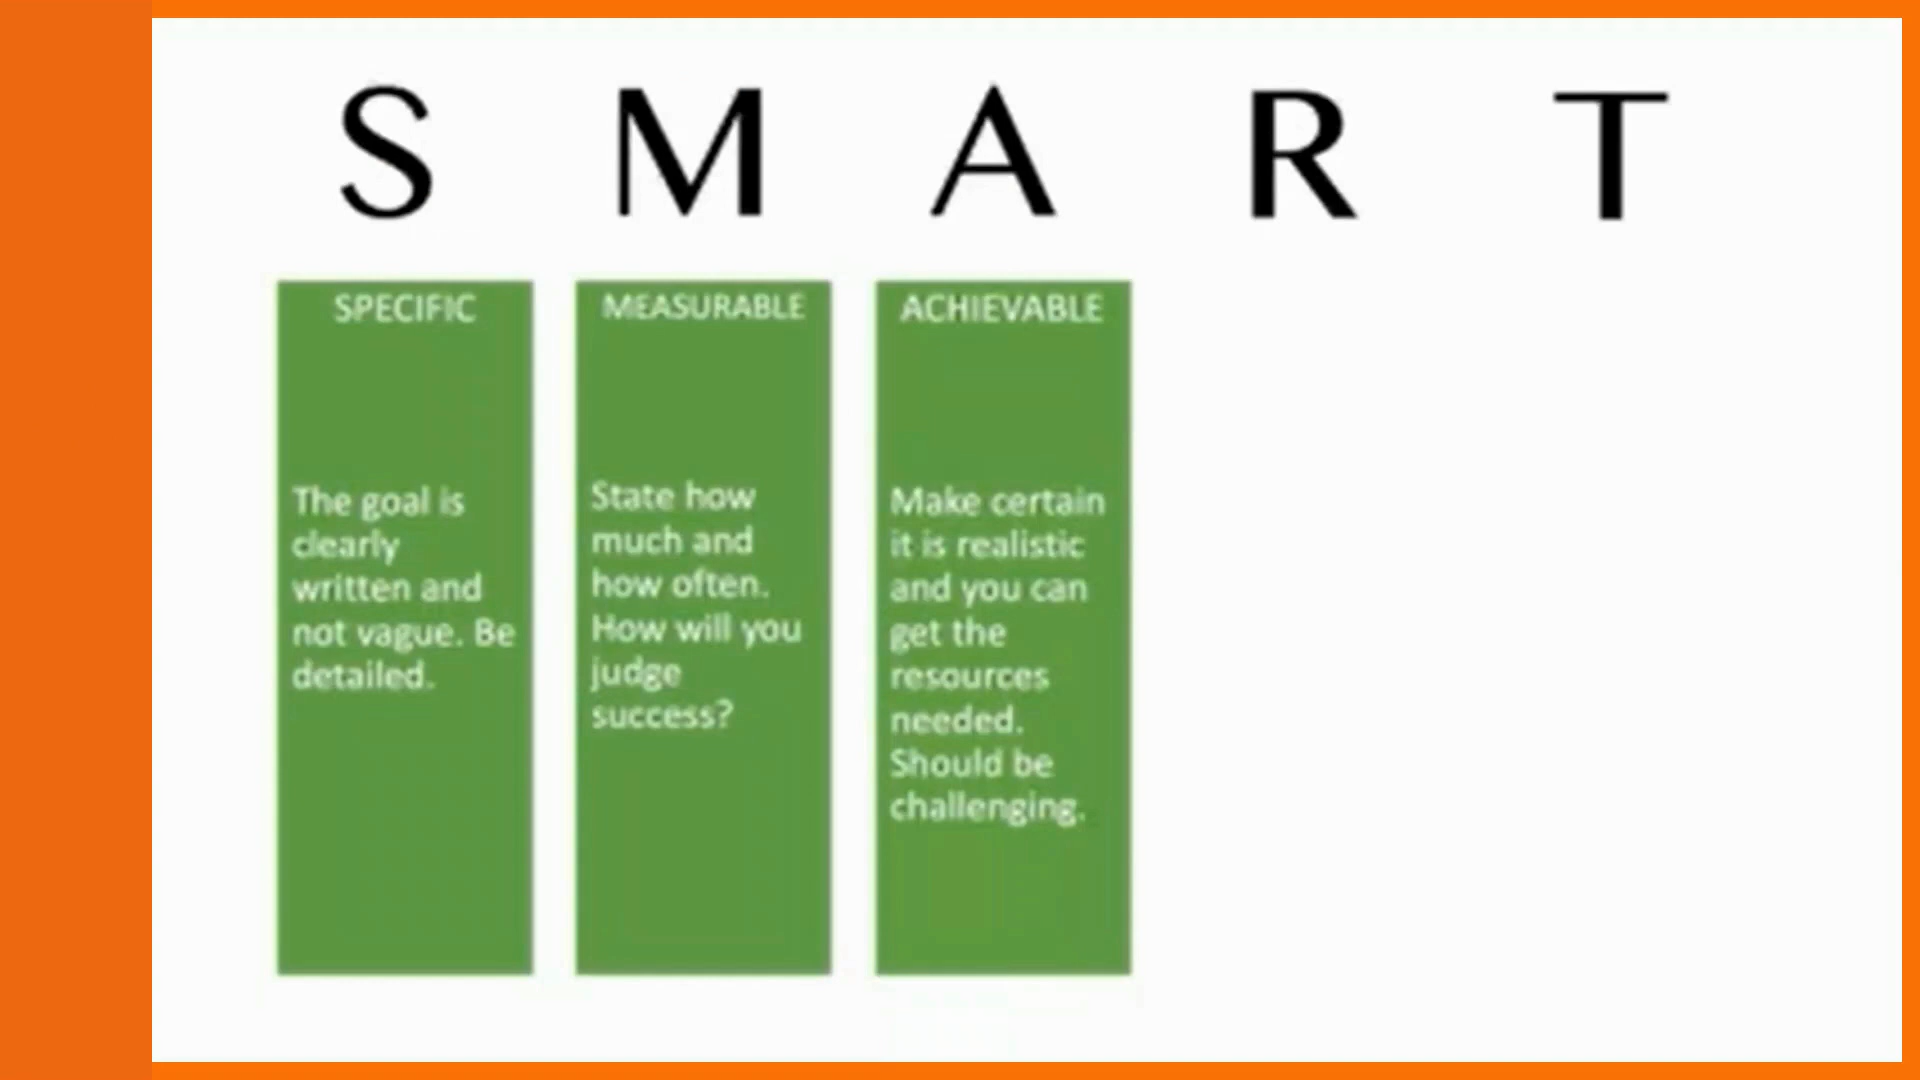 S M A R T
SPECIFIC
The goal is
clearly
written and
not vague. Be
detailed.
MEASURABLE
State how
much and
how often.
How will you
judge
success?
ACHIEVABLE
Make certain
it is realistic
and you can
get the
resources
needed.
Should be
challenging.